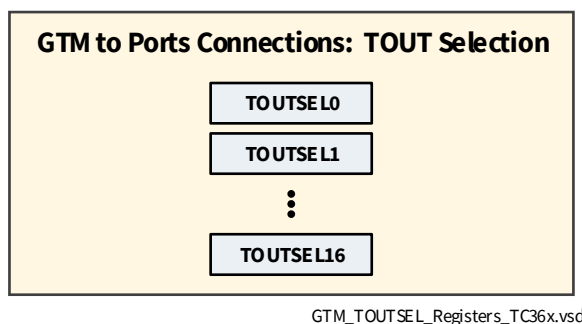 GTM to Ports Connections: TOUT Selection
TOUTSEL0
TOUTSEL1
TOUTSEL16
GTM_TOUTSEL_Registers_TC36x.vsd